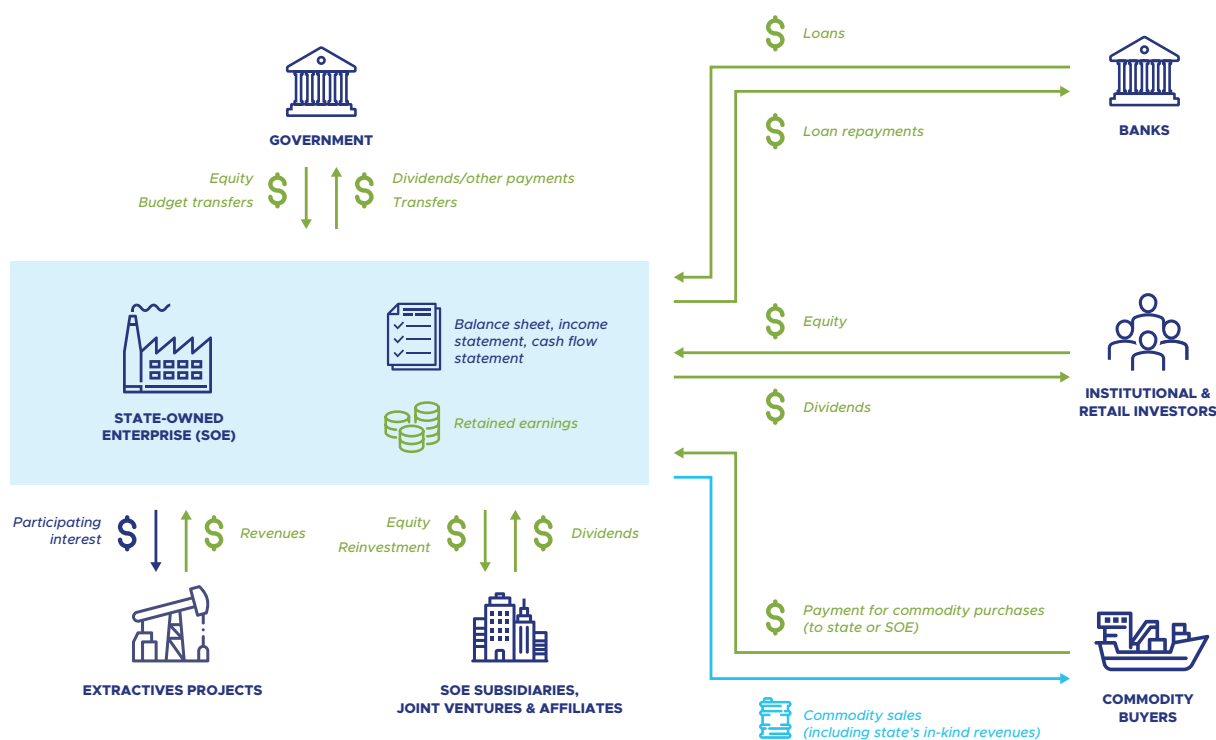 Loans
GOVERNMENT
BANKS
Loan repayments
Equity
Budget transfers
Dividends/other payments
Transfers
Balance sheet, income
statement, cash flow
statement
Retained earnings
STATE-OWNED
ENTERPRISE (SOE)
Equity
Dividends
INSTITUTIONAL &
RETAIL INVESTORS
Participating
interest
Revenues
Equity
Reinvestment
Dividends
EXTRACTIVES PROJECTS
SOE SUBSIDIARIES,
JOINT VENTURES & AFFILIATES
Payment for commodity purchases
(to state or SOE)
COMMODITY
BUYERS
Commodity sales
(including state's in-kind revenues)